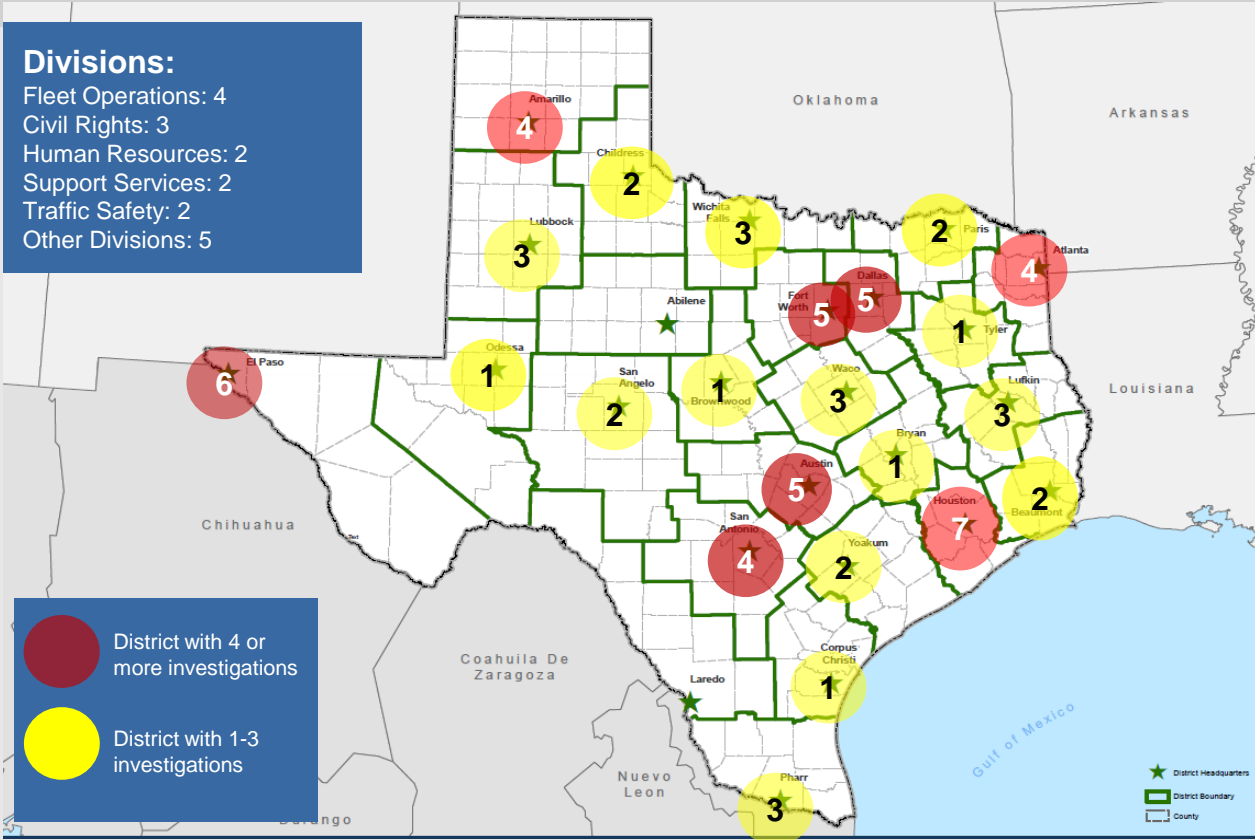 Divisions:
Fleet Operations: 4
Civil Rights: 3
Human Resources: 2
Support Services: 2
Traffic Safety: 2
Other Divisions: 5
Oklahoma
Arkansas
Amarillo
4
Childress
2
Wichita
Falls
3
Paris
2
Atlanta
4
Lubbock
3
Abilene
Fort
Worth
5
Dallas
5
Tyler
1
El Paso
6
Odessa
1
San
Angelo
2
1
Brownwood
Waco
3
Lufkin
3
Louisiana
Bryan
1
Austin
5
Houston
7
2
Beaumont
Chihuahua
Text
San
Antonio
4
Yoakum
2
Corpus
Christi
1
Coahuila De
Zaragoza
Laredo
Gulf of Mexico
Nuevo
Leon
Pharr
3
Durango
District with 4 or
more investigations
District with 1-3
investigations
District Headquarters
District Boundary
County